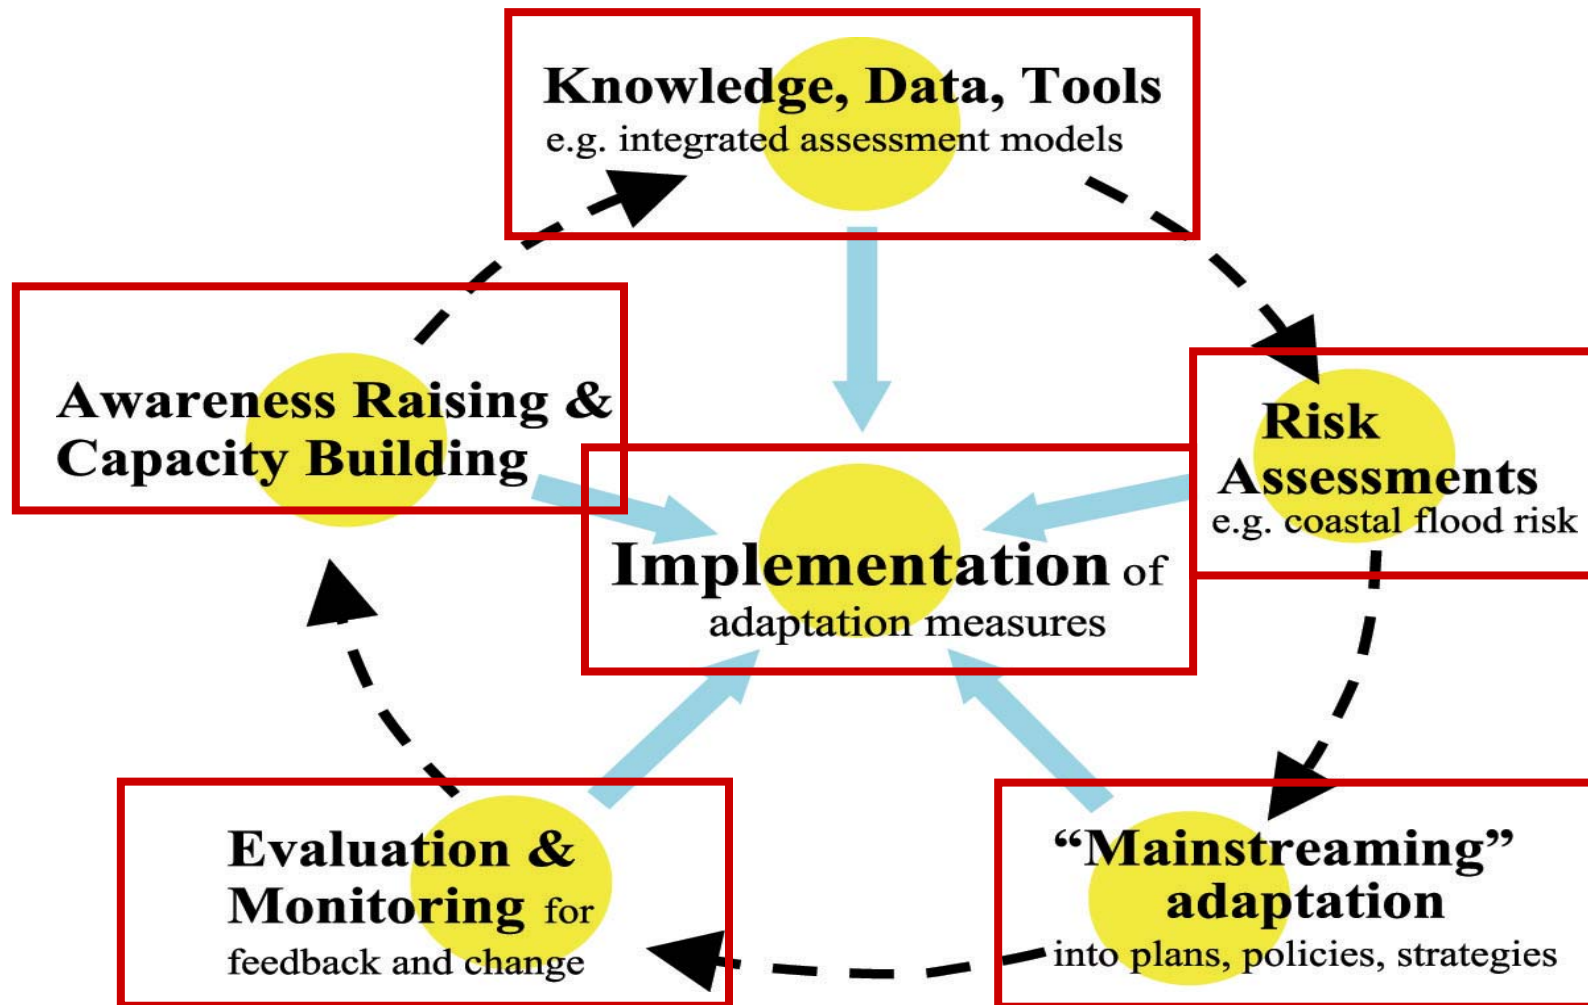 Knowledge, Data, Tools
e.g. integrated assessment models
Awareness Raising &
Capacity Building
Risk
Assessments
e.g. coastal flood risk
Implementation of
adaptation measures
Evaluation &
Monitoring for
feedback and change
“Mainstreaming”
adaptation
into plans, policies, strategies